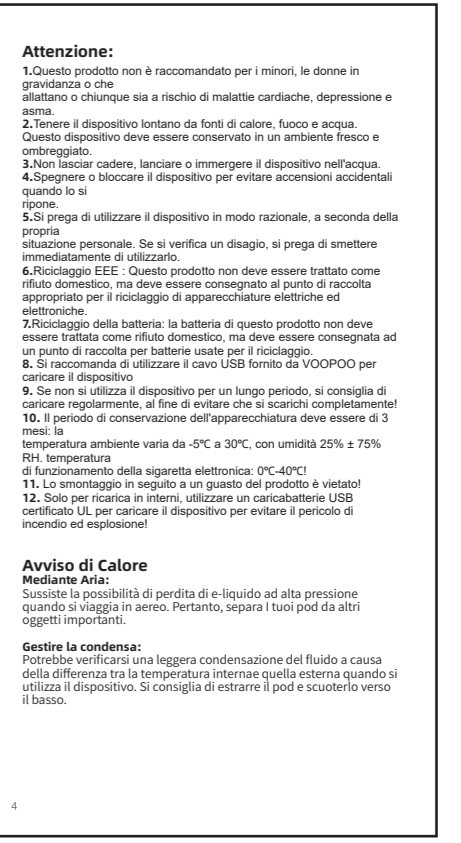 Attenzione:
1.Questo prodotto non è raccomandato per i minori, le donne in
gravidanza o che
allattano o chiunque sia a rischio di malattie cardiache, depressione e
asma.
2.Tenere il dispositivo lontano da fonti di calore, fuoco e acqua.
Questo dispositivo deve essere conservato in un ambiente fresco e
ombreggiato.
3.Non lasciar cadere, lanciare o immergere il dispositivo nell'acqua.
4.Spegnere o bloccare il dispositivo per evitare accensioni accidentali
quando lo si
ripone.
5.Si prega di utilizzare il dispositivo in modo razionale, a seconda della
propria
situazione personale. Se si verifica un disagio, si prega di smettere
immediatamente di utilizzarlo.
6.Riciclaggio EEE : Questo prodotto non deve essere trattato come
rifiuto domestico, ma deve essere consegnato al punto di raccolta
appropriato per il riciclaggio di apparecchiature elettriche ed
elettroniche.
7.Riciclaggio della batteria: la batteria di questo prodotto non deve
essere trattata come rifiuto domestico, ma deve essere consegnata ad
un punto di raccolta per batterie usate per il riciclaggio.
8. Si raccomanda di utilizzare il cavo USB fornito da VOOPOO per
caricare il dispositivo
9. Se non si utilizza il dispositivo per un lungo periodo, si consiglia di
caricare regolarmente, al fine di evitare che si scarichi completamente!
10. Il periodo di conservazione dell'apparecchiatura deve essere di 3
mesi: la
temperatura ambiente varia da -5℃ a 30℃, con umidità 25% ± 75%
RH. temperatura
di funzionamento della sigaretta elettronica: 0℃-40℃!
11. Lo smontaggio in seguito a un guasto del prodotto è vietato!
12. Solo per ricarica in interni, utilizzare un caricabatterie USB
certificato UL per caricare il dispositivo per evitare il pericolo di
incendio ed esplosione!
Avviso di Calore
Mediante Aria:
Sussiste la possibilità di perdita di e-liquido ad alta pressione
quando si viaggia in aereo. Pertanto, separa I tuoi pod da altri
oggetti importanti.
Gestire la condensa:
Potrebbe verificarsi una leggera condensazione del fluido a causa
della differenza tra la temperatura internae quella esterna quando si
utilizza il dispositivo. Si consiglia di estrarre il pod e scuoterlo verso
il basso.
4